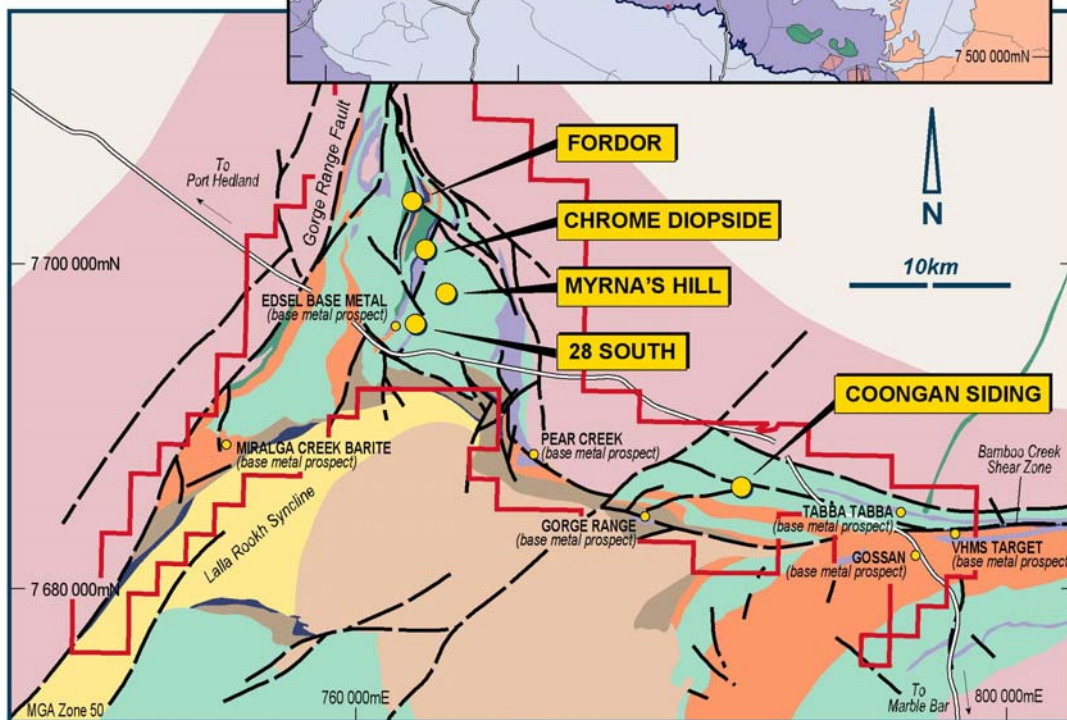 7 500 000mN
Gorge Range Fault
To
Port Hedland
FORDOR
CHROME DIOPSIDE
N
7 700 000mN
10km
MYRNA'S HILL
EDSEL BASE METAL
(base metal prospect)
28 SOUTH
COONGAN SIDING
MIRALGA CREEK BARITE
(base metal prospect)
PEAR CREEK
(base metal prospect)
Bamboo Creek
Shear Zone
Lalla Rookh Syncline
GORGE RANGE
(base metal prospect)
TABBA TABBA
(base metal prospect)
VHMS TARGET
(base metal prospect)
GOSSAN
(base metal prospect)
7 680 000mN
760 000mE
To
Marble Bar
800 000mE
MGA Zone 50